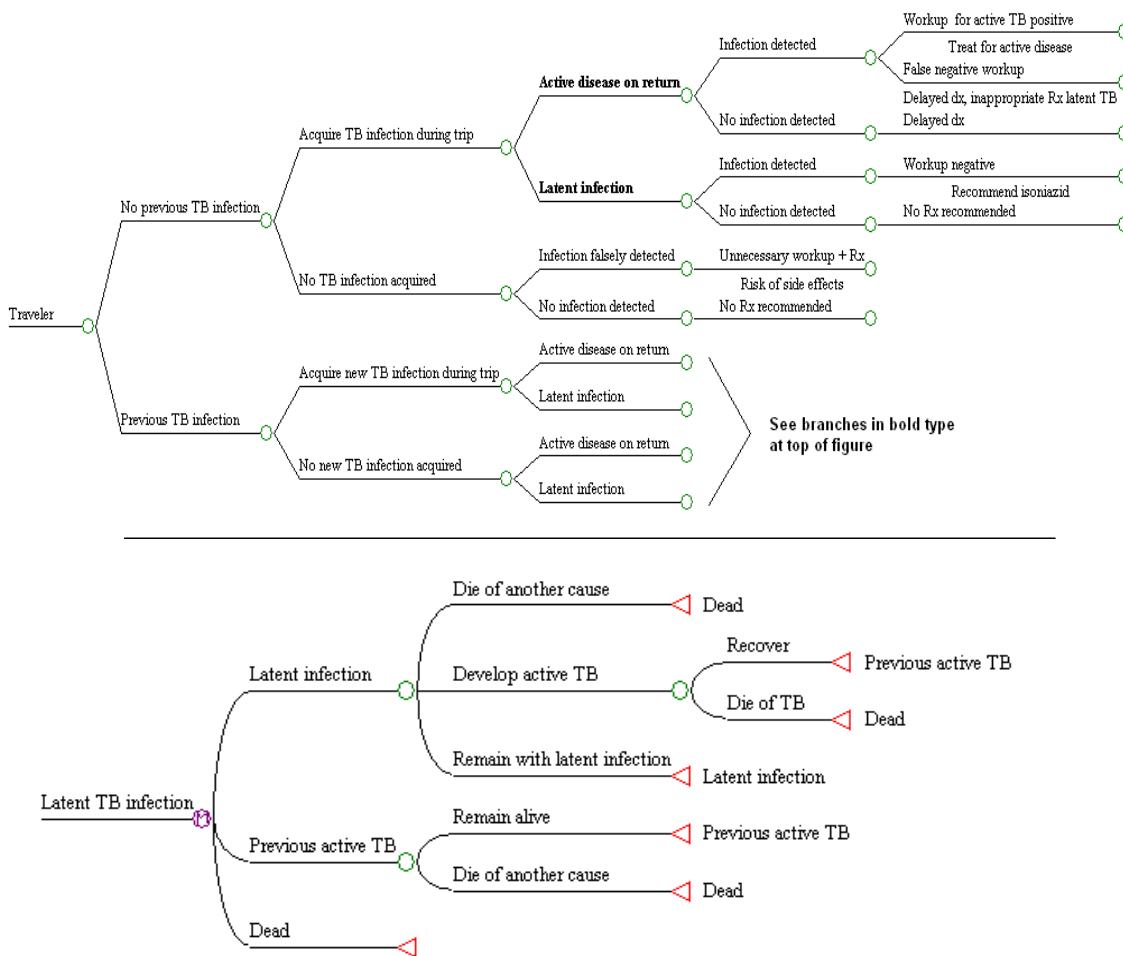 Workup for active TB positive
Infection detected
Treat for active disease
False negative workup
Active disease on return
Delayed dx, inappropriate Rx latent TB
No infection detected
Delayed dx
Acquire TB infection during trip
Infection detected
Workup negative
Latent infection
Recommend isoniazid
No infection detected
No Rx recommended
No previous TB infection
Infection falsely detected
Unnecessary workup + Rx
No TB infection acquired
Risk of side effects
No infection detected
No Rx recommended
Traveler
Active disease on return
Acquire new TB infection during trip
Latent infection
Previous TB infection
See branches in bold type
at top of figure
Active disease on return
No new TB infection acquired
Latent infection
Die of another cause
Dead
Recover
Previous active TB
Latent infection
Develop active TB
Die of TB
Dead
Remain with latent infection
Latent infection
Latent TB infection
M
Remain alive
Previous active TB
Previous active TB
Die of another cause
Dead
Dead